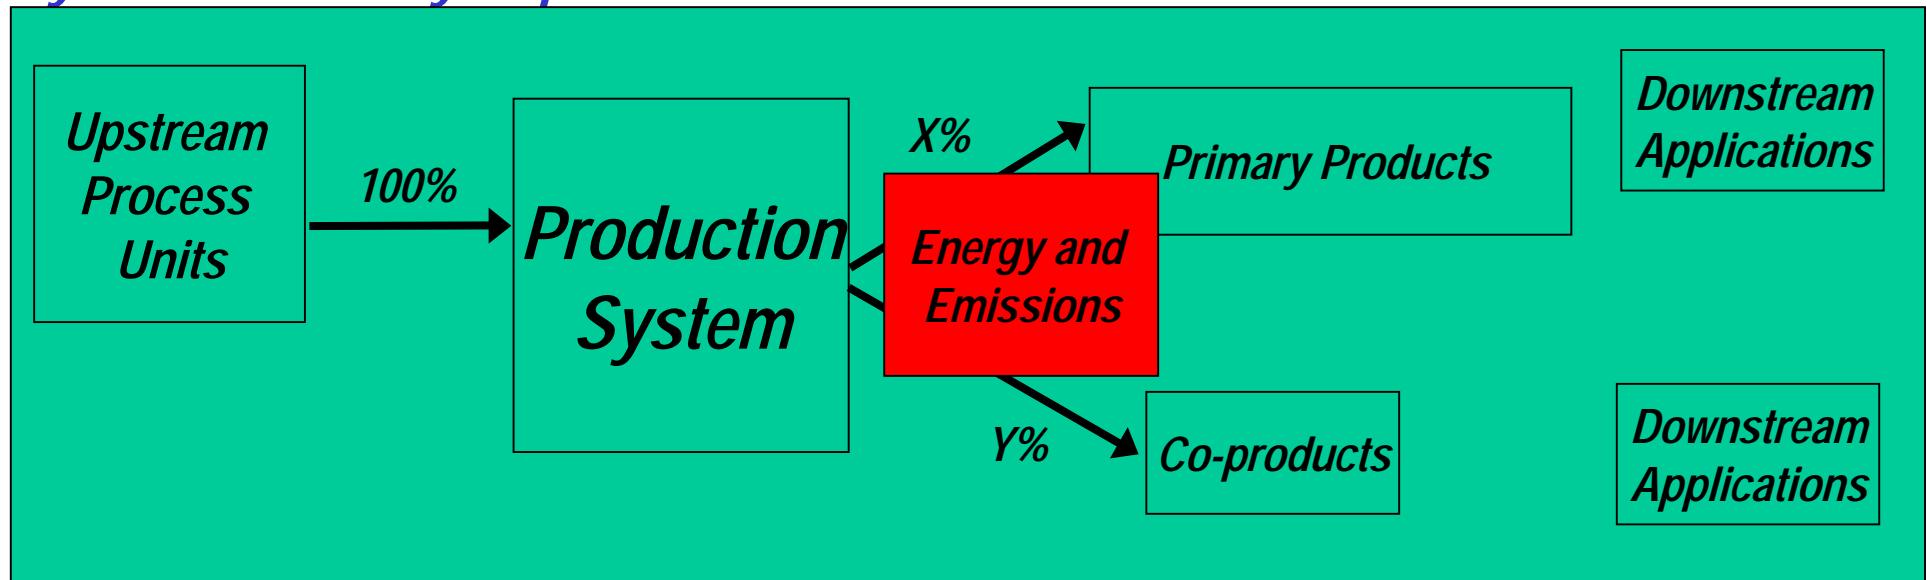 Upstream
Process
Units
100%
Production
System
X%
Y%
Energy and
Emissions
Primary Products
Co-products
Downstream
Applications
Downstream
Applications